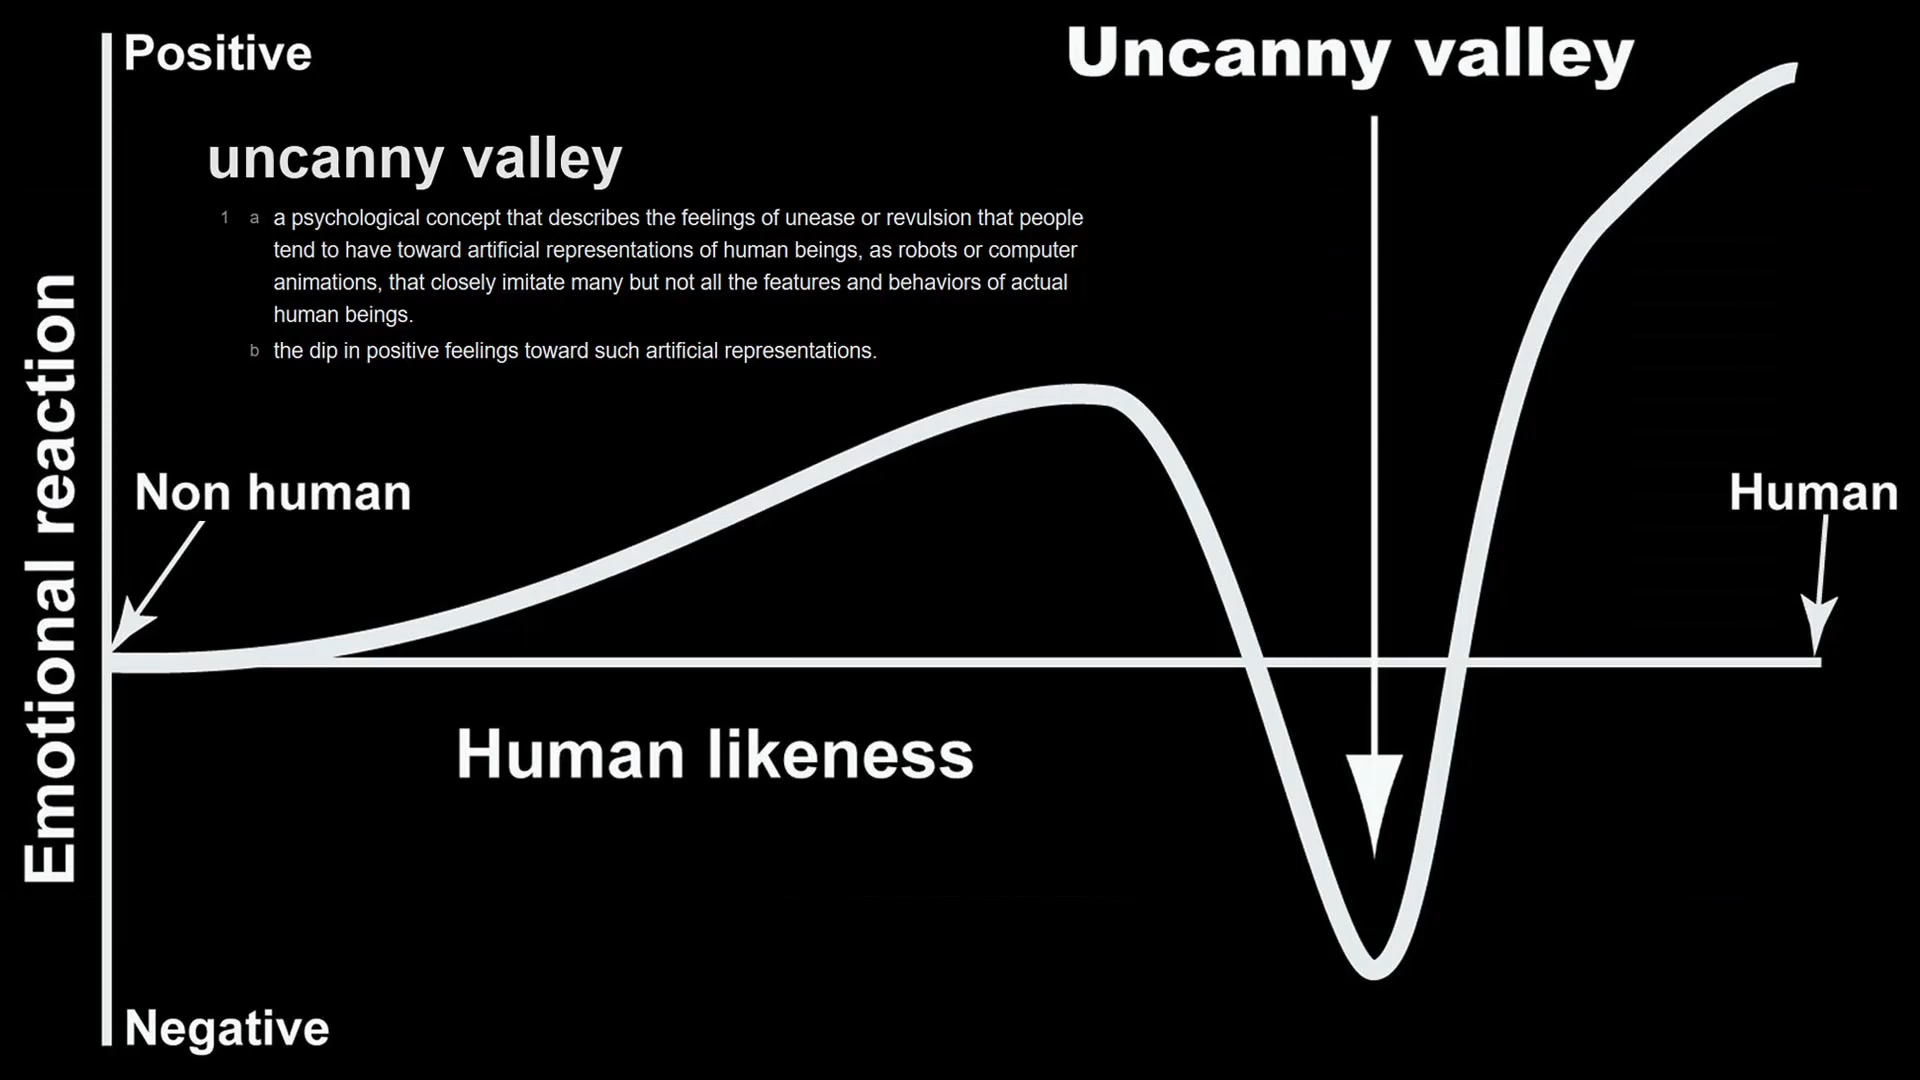 Positive
Uncanny valley
uncanny valley
1 a a psychological concept that describes the feelings of unease or revulsion that people
tend to have toward artificial representations of human beings, as robots or computer
animations, that closely imitate many but not all the features and behaviors of actual
human beings.
b the dip in positive feelings toward such artificial representations.
Emotional reaction
Non human
Human
Human likeness
Negative